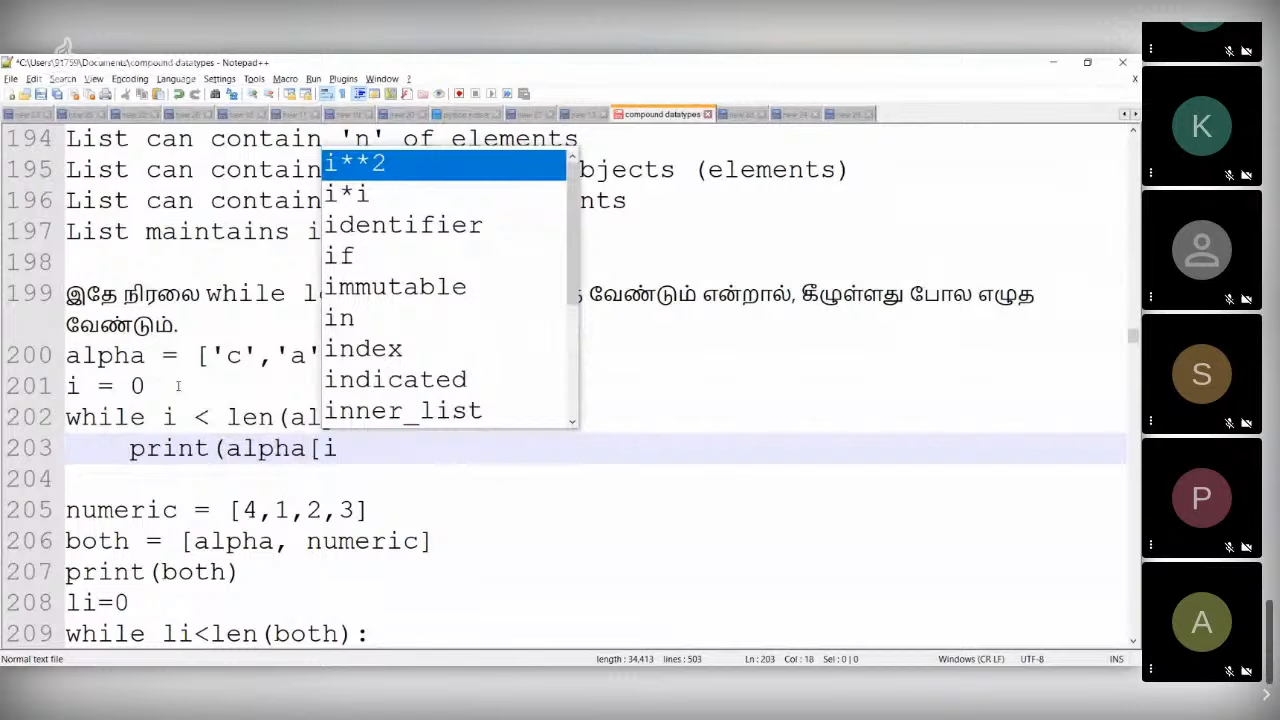 *C:\Users\91759\Documents\compound datatypes - Notepad++
File Edit Search View Encoding Language Settings Tools Macro Run Plugins Window ?
compound datatypes
194 List can contain 'n' of elements
195 List can contain bjects (elements)
196 List can contain ents
197 List maintains i
198
199 இதே நிரலை while l வேண்டும் என்றால், கீழுள்ளது போல எழுத
வேண்டும்.
200 alpha = ['c','a'
201 i = 0
202 while i < len(al
203 print(alpha[i
204
205 numeric = [4,1,2,3]
206 both = [alpha, numeric]
207 print(both)
208 li=0
209 while li<len(both):
i**2
i*i
identifier
if
immutable
in
index
indicated
inner_list
Normal text file length : 34,413 lines : 503 Ln : 203 Col : 18 Sel : 0 | 0 Windows (CR LF) UTF-8 INS
K
S
P
A